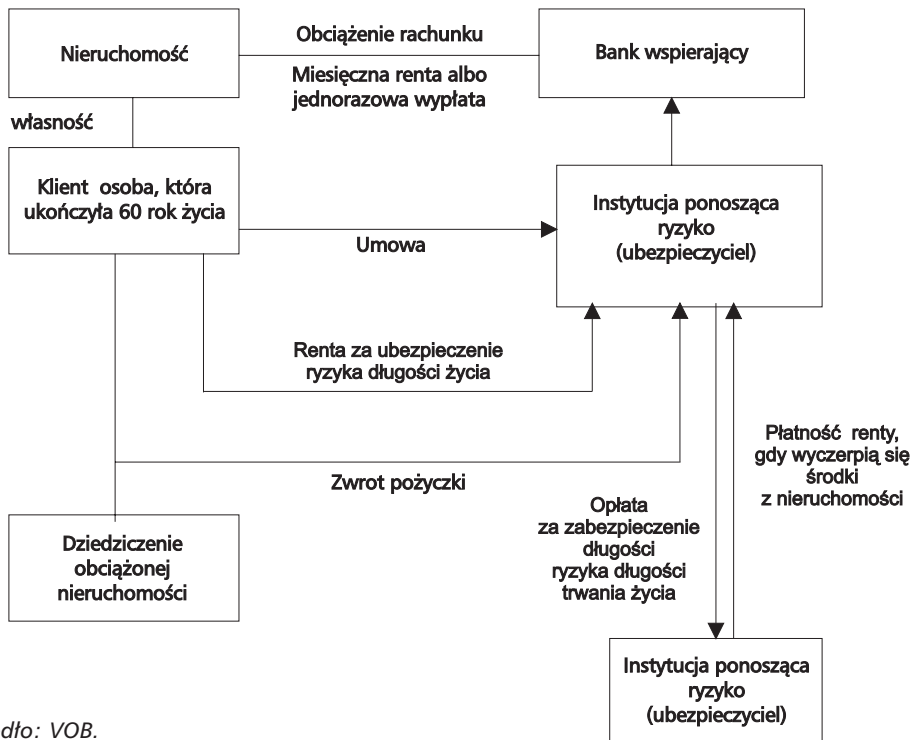 Nieruchomość
Obciążenie rachunku
Miesięczna renta albo
jednorazowa wypłata
Bank wspierający
własność
Klient osoba, która
ukończyła 60 rok życia
Umowa
Instytucja ponosząca
ryzyko
(ubezpieczyciel)
Renta za ubezpieczenie
ryzyka długości życia
Zwrot pożyczki
Płatność renty,
gdy wyczerpią się
środki
z nieruchomości
Opłata
za zabezpieczenie
długości
ryzyka długości
trwania życia
Dziedziczenie
obciążonej
nieruchomości
Instytucja ponosząca
ryzyko
(ubezpieczyciel)
dło: VOB.